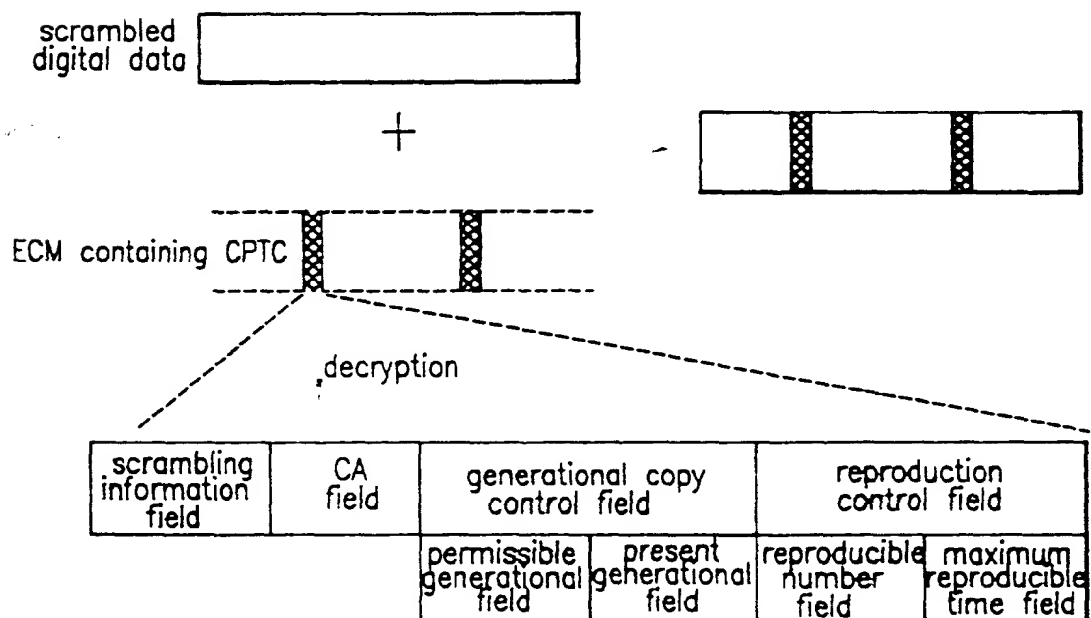 scrambled
digital data
+
ECM containing CPTC
decryption
scrambling
information
field
CA
field
generational copy
control field
reproduction
control field
permissible
generational
field
present
generational
field
reproducible
number
field
maximum
reproducible
time field